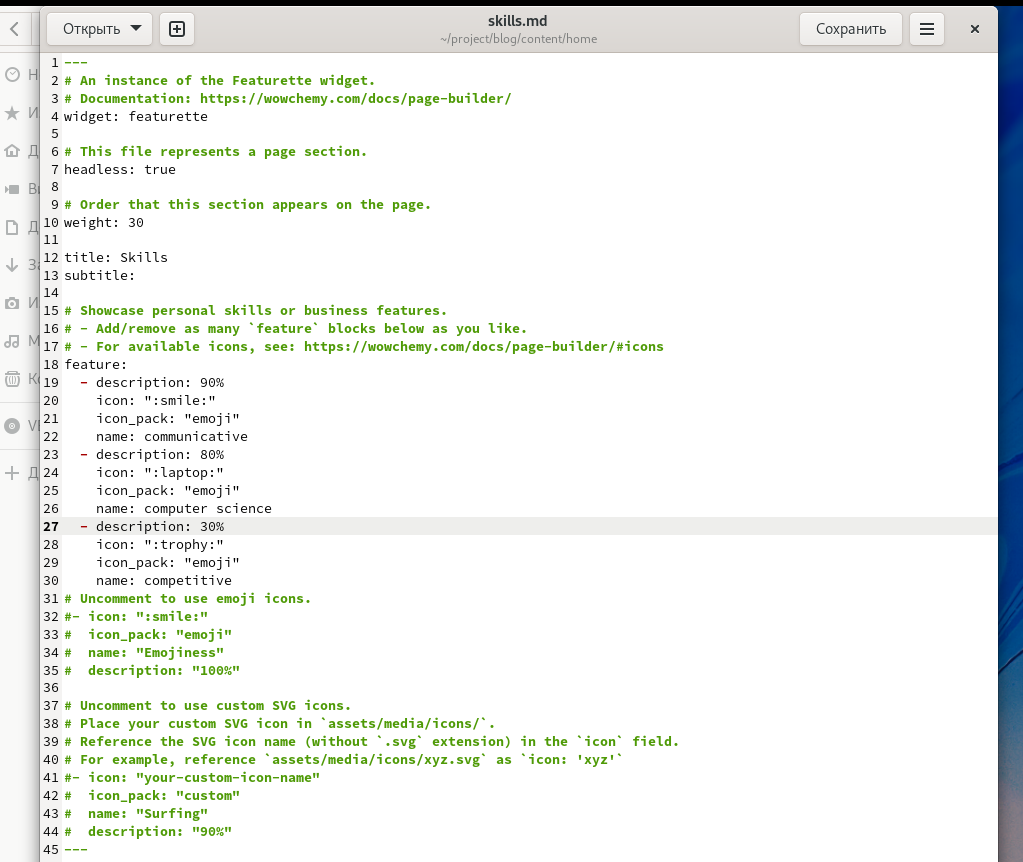 Открыть
skills.md
~/project/blog/content/home
Сохранить
1 ---
2 # An instance of the Featurette widget.
3 # Documentation: https://wowchemy.com/docs/page-builder/
4 widget: featurette
5
6 # This file represents a page section.
7 headless: true
8
9 # Order that this section appears on the page.
10 weight: 30
11
12 title: Skills
13 subtitle:
14
15 # Showcase personal skills or business features.
16 # - Add/remove as many `feature` blocks below as you like.
17 # - For available icons, see: https://wowchemy.com/docs/page-builder/#icons
18 feature:
19   - description: 90%
20     icon: ":smile:"
21     icon_pack: "emoji"
22     name: communicative
23   - description: 80%
24     icon: ":laptop:"
25     icon_pack: "emoji"
26     name: computer science
27   - description: 30%
28     icon: ":trophy:"
29     icon_pack: "emoji"
30     name: competitive
31 # Uncomment to use emoji icons.
32 #- icon: ":smile:"
33 #  icon_pack: "emoji"
34 #  name: "Emojiness"
35 #  description: "100%"
36
37 # Uncomment to use custom SVG icons.
38 # Place your custom SVG icon in `assets/media/icons/`.
39 # Reference the SVG icon name (without `.svg` extension) in the `icon` field.
40 # For example, reference `assets/media/icons/xyz.svg` as `icon: 'xyz'`
41 #- icon: "your-custom-icon-name"
42 #  icon_pack: "custom"
43 #  name: "Surfing"
44 #  description: "90%"
45 ---